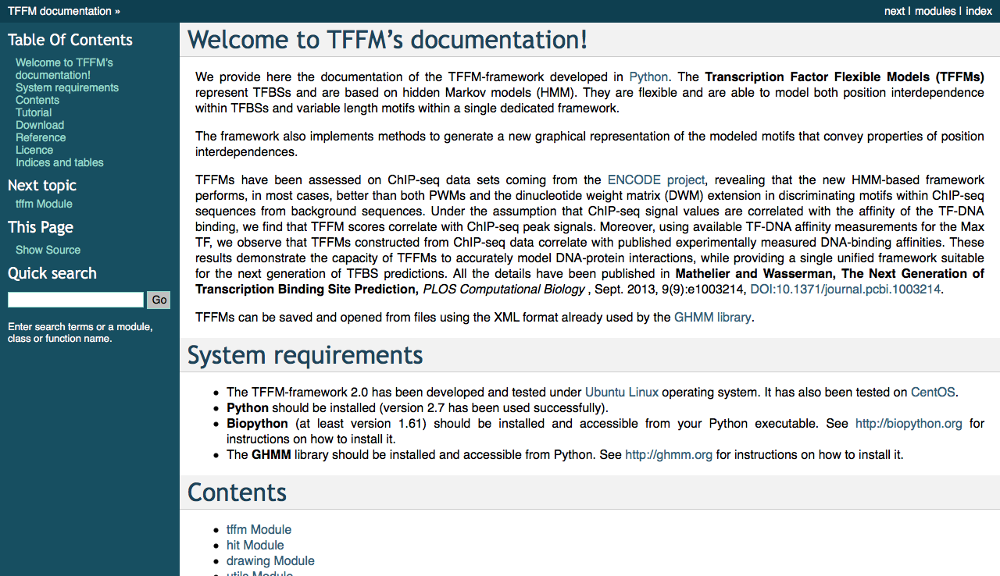 TFFM documentation »
next | modules | index
Table Of Contents
Welcome to TFFM's
documentation!
System requirements
Contents
Tutorial
Download
Reference
Licence
Indices and tables
Next topic
tffm Module
This Page
Show Source
Quick search
Go
Enter search terms or a module,
class or function name.
Welcome to TFFM’s documentation!
We provide here the documentation of the TFFM-framework developed in Python. The Transcription Factor Flexible Models (TFFMs)
represent TFBSs and are based on hidden Markov models (HMM). They are flexible and are able to model both position interdependence
within TFBSs and variable length motifs within a single dedicated framework.
The framework also implements methods to generate a new graphical representation of the modeled motifs that convey properties of position
interdependences.
TFFMs have been assessed on ChIP-seq data sets coming from the ENCODE project, revealing that the new HMM-based framework
performs, in most cases, better than both PWMs and the dinucleotide weight matrix (DWM) extension in discriminating motifs within ChIP-seq
sequences from background sequences. Under the assumption that ChIP-seq signal values are correlated with the affinity of the TF-DNA
binding, we find that TFFM scores correlate with ChIP-seq peak signals. Moreover, using available TF-DNA affinity measurements for the Max
TF, we observe that TFFMs constructed from ChIP-seq data correlate with published experimentally measured DNA-binding affinities. These
results demonstrate the capacity of TFFMs to accurately model DNA-protein interactions, while providing a single unified framework suitable
for the next generation of TFBS predictions. All the details have been published in Mathelier and Wasserman, The Next Generation of
Transcription Binding Site Prediction, PLOS Computational Biology , Sept. 2013, 9(9):e1003214, DOI:10.1371/journal.pcbi.1003214.
TFFMs can be saved and opened from files using the XML format already used by the GHMM library.
System requirements
• The TFFM-framework 2.0 has been developed and tested under Ubuntu Linux operating system. It has also been tested on CentOS.
• Python should be installed (version 2.7 has been used successfully).
• Biopython (at least version 1.61) should be installed and accessible from your Python executable. See http://biopython.org for
instructions on how to install it.
• The GHMM library should be installed and accessible from Python. See http://ghmm.org for instructions on how to install it.
Contents
• tffm Module
• hit Module
• drawing Module
• utils Module